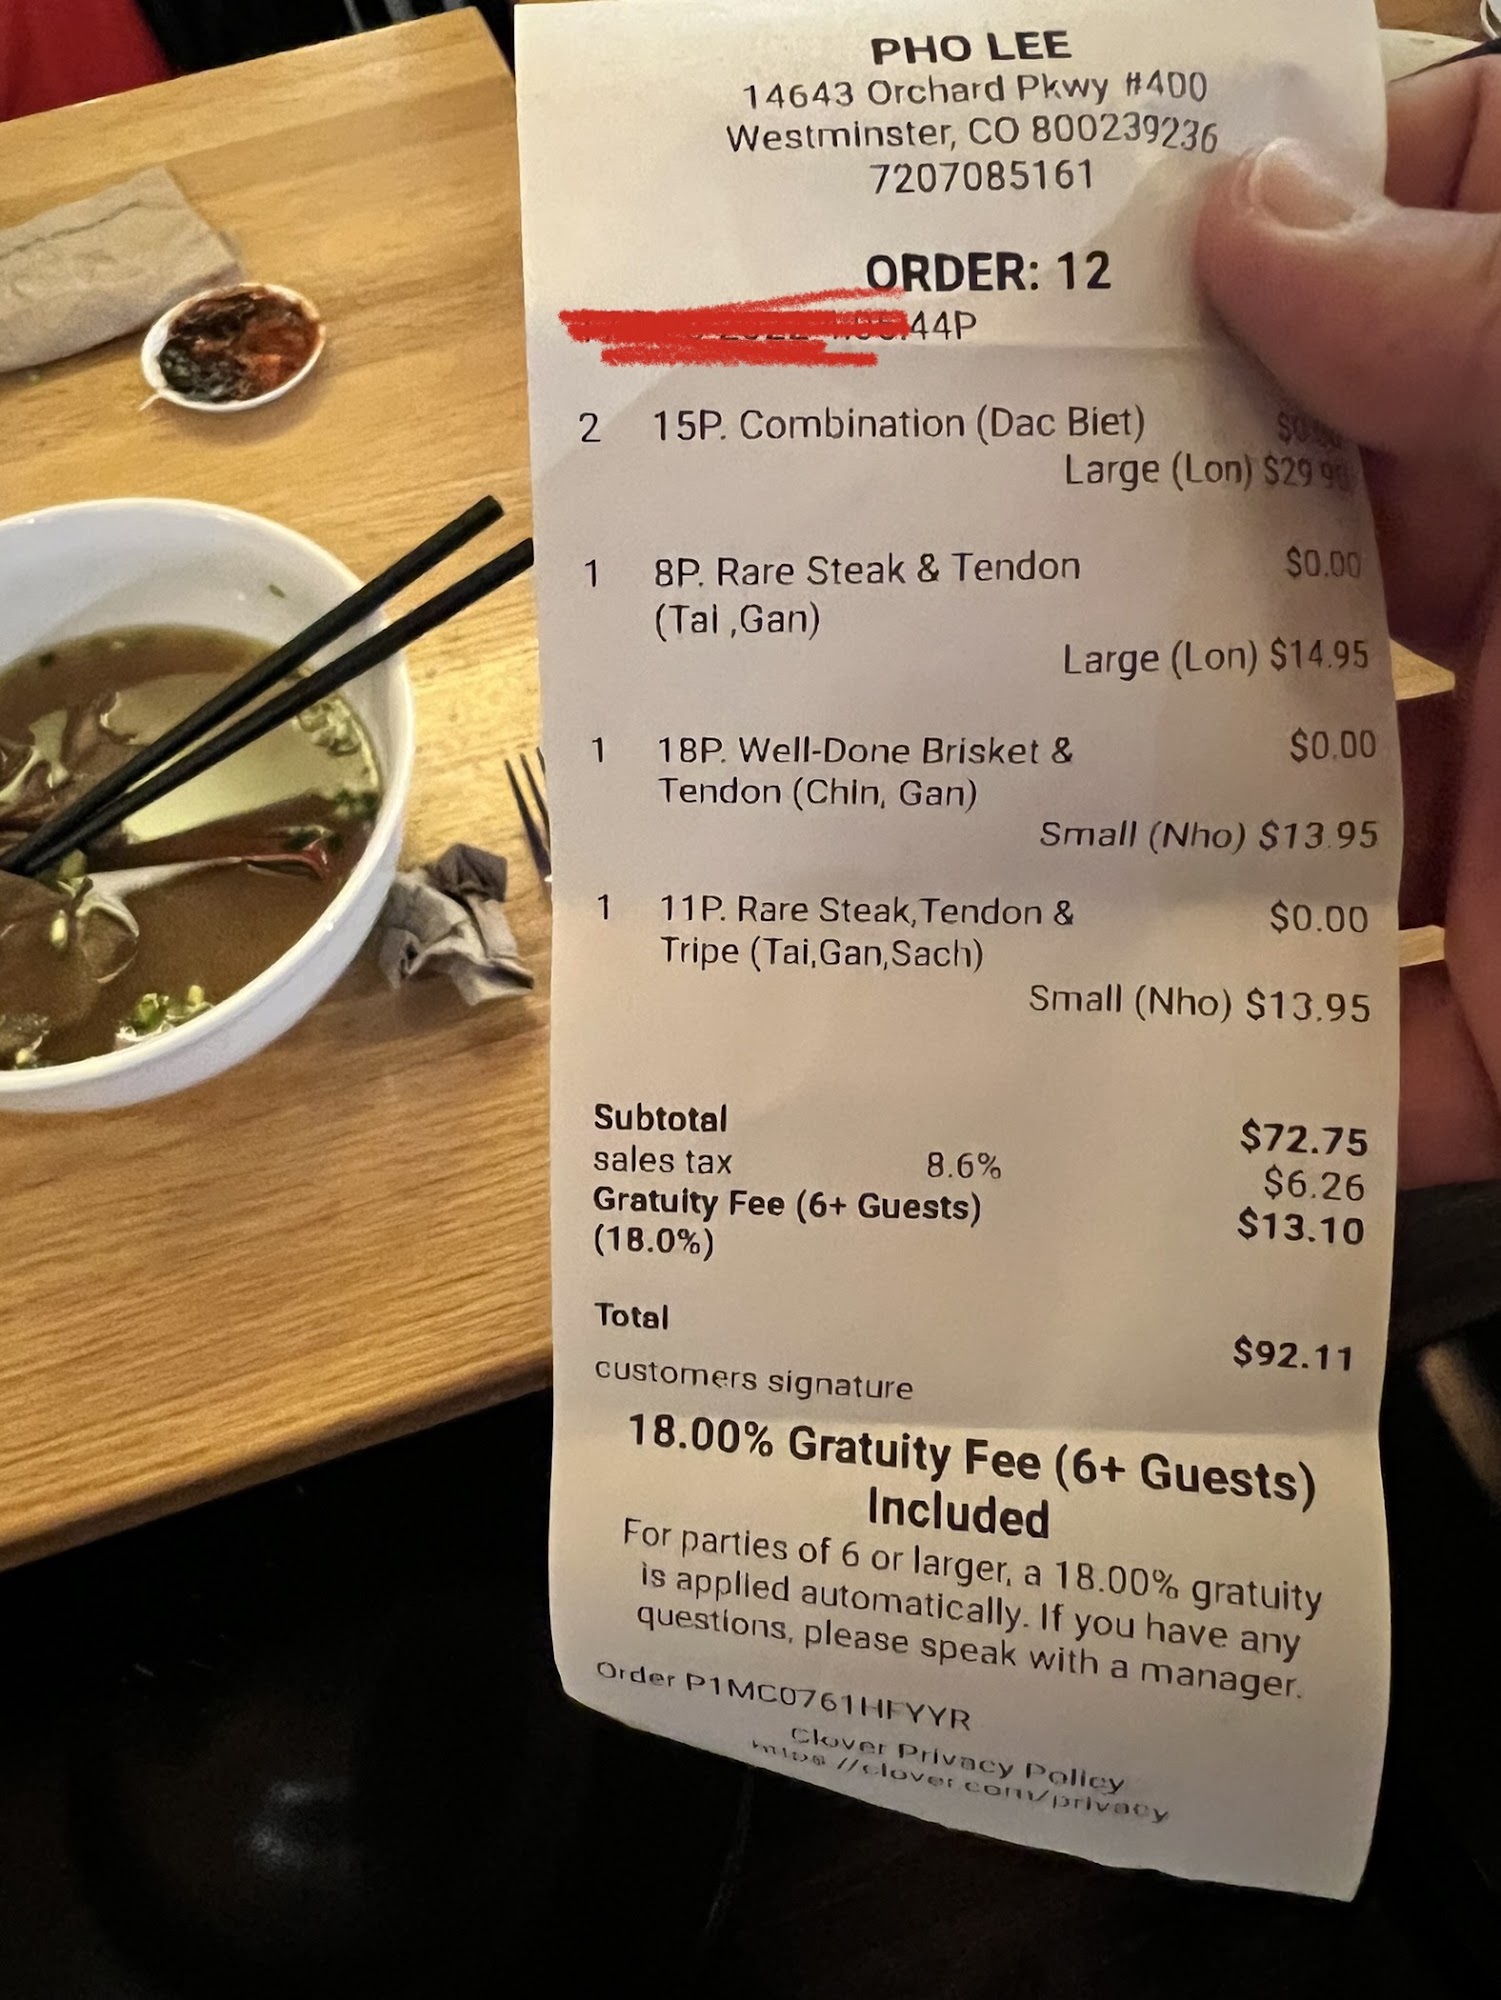 PHO LEE
14643 Orchard Pkwy #400
Westminster, CO 800239236
7207085161
ORDER: 12
44P
2 15P. Combination (Dac Biet)
Large (Lon) $29.90
1 8P. Rare Steak & Tendon $0.00
(Tai ,Gan)
Large (Lon) $14.95
1 18P. Well-Done Brisket & $0.00
Tendon (Chin, Gan)
Small (Nho) $13.95
1 11P. Rare Steak,Tendon & $0.00
Tripe (Tai,Gan,Sach)
Small (Nho) $13.95
Subtotal $72.75
sales tax 8.6% $6.26
Gratuity Fee (6+ Guests) $13.10
(18.0%)
Total $92.11
customers signature
18.00% Gratuity Fee (6+ Guests)
Included
For parties of 6 or larger, a 18.00% gratuity
is applied automatically. If you have any
questions, please speak with a manager.
Order P1MC0761HFYYR
Clover Privacy Policy
https://clover.com/privacy